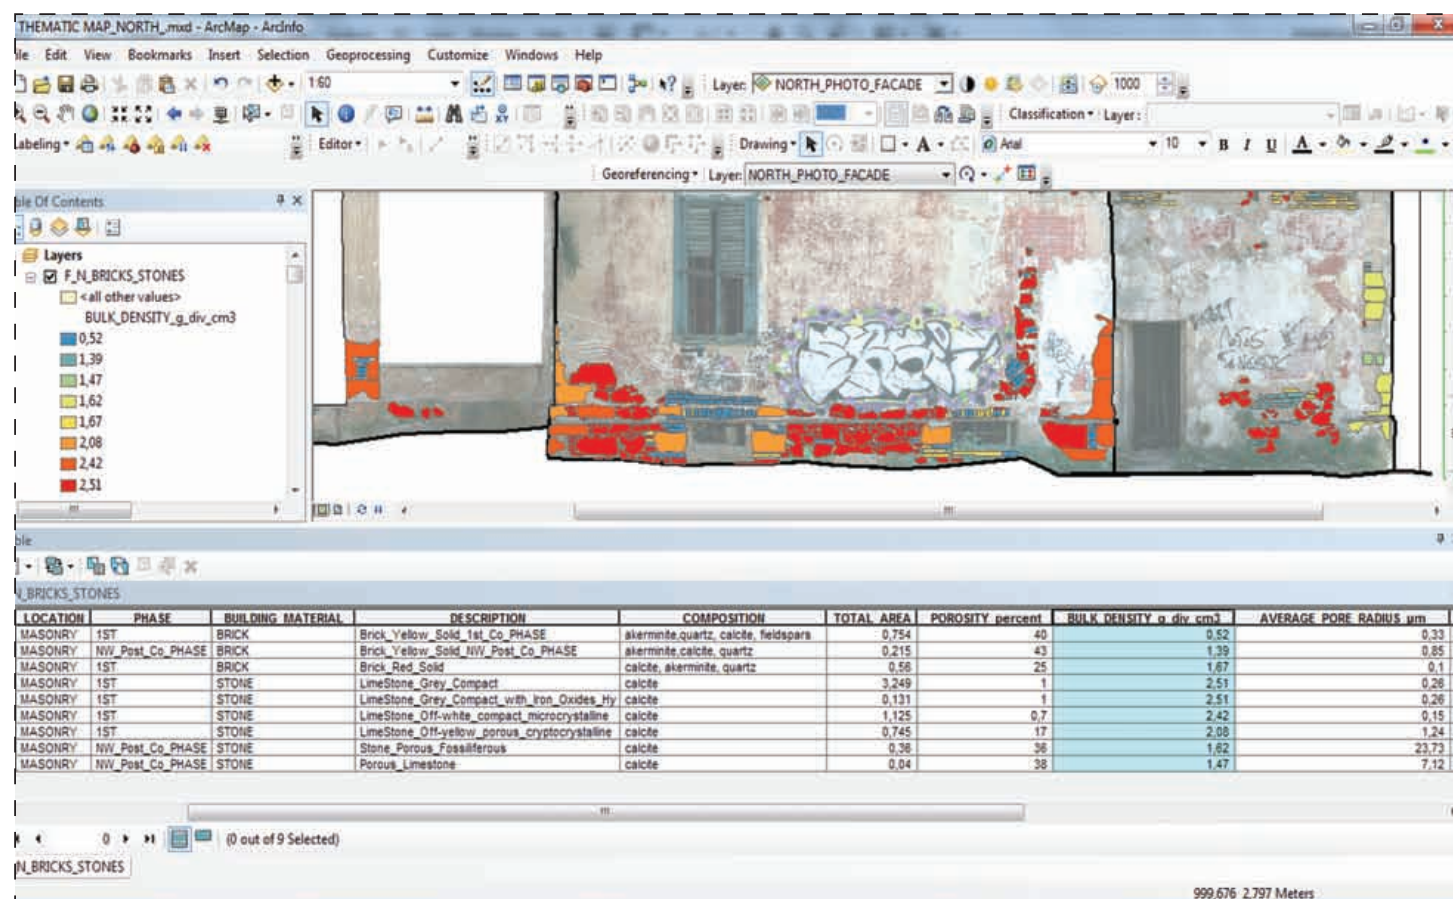 THEMATIC MAP_NORTH_.mxd - ArcMap - ArcInfo
ile Edit View Bookmarks Insert Selection Geoprocessing Customize Windows Help
1:60 Layer: NORTH_PHOTO_FACADE 1000
Classification Layer:
Labeling Editor Drawing A Arial 10 B I U A
Georeferencing Layer: NORTH_PHOTO_FACADE
ble Of Contents
Layers
F_N_BRICKS_STONES
<all other values>
BULK_DENSITY_g_div_cm3
0,52
1,39
1,47
1,62
1,67
2,08
2,42
2,51
ble
N_BRICKS_STONES
LOCATION PHASE BUILDING_MATERIAL DESCRIPTION COMPOSITION TOTAL_AREA POROSITY_percent BULK_DENSITY_g_div_cm3 AVERAGE_PORE_RADIUS_μm
MASONRY 1ST BRICK Brick_Yellow_Solid_1st_Co_PHASE akerminite,quartz, calcite, fieldspars 0,754 40 0,52 0,33
MASONRY NW_Post_Co_PHASE BRICK Brick_Yellow_Solid_NW_Post_Co_PHASE akerminite,calcite, quartz 0,215 43 1,39 0,85
MASONRY 1ST BRICK Brick_Red_Solid calcite, akerminite, quartz 0,56 25 1,67 0,1
MASONRY 1ST STONE LimeStone_Grey_Compact calcite 3,249 1 2,51 0,26
MASONRY 1ST STONE LimeStone_Grey_Compact_with_Iron_Oxides_Hy calcite 0,131 1 2,51 0,26
MASONRY 1ST STONE LimeStone_Off-white_compact_microcrystalline calcite 1,125 0,7 2,42 0,15
MASONRY 1ST STONE LimeStone_Off-yellow_porous_cryptocrystalline calcite 0,745 17 2,08 1,24
MASONRY NW_Post_Co_PHASE STONE Stone_Porous_Fossiliferous calcite 0,36 36 1,62 23,73
MASONRY NW_Post_Co_PHASE STONE Porous_Limestone calcite 0,04 38 1,47 7,12
0 (0 out of 9 Selected)
N_BRICKS_STONES
999,676 2,797 Meters